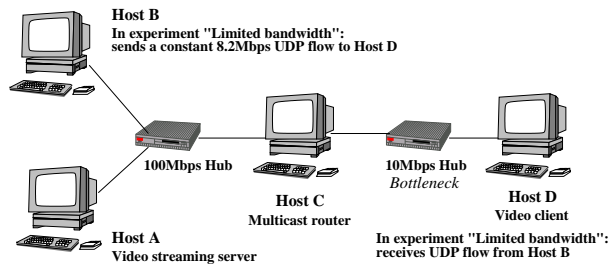 Host B
In experiment "Limited bandwidth":
sends a constant 8.2Mbps UDP flow to Host D
100Mbps Hub
Host C
Multicast router
10Mbps Hub
Bottleneck
Host D
Video client
Host A
Video streaming server
In experiment "Limited bandwidth":
receives UDP flow from Host B